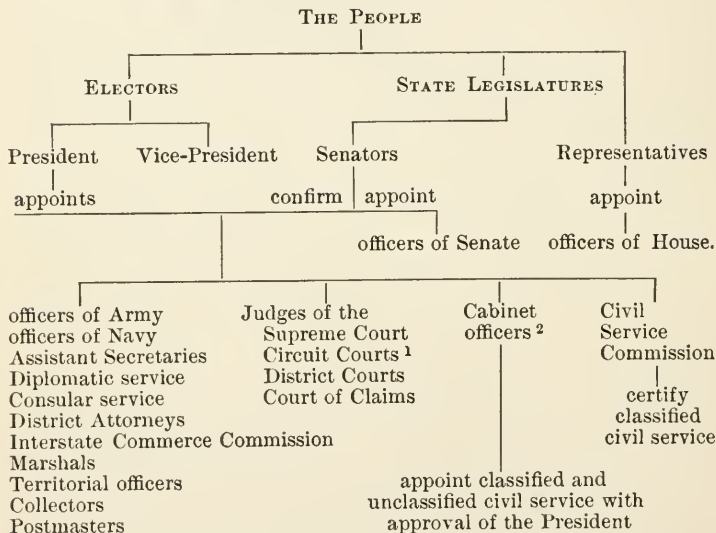 THE PEOPLE
ELECTORS STATE LEGISLATURES
President Vice-President Senators Representatives
appoints confirm appoint appoint
officers of Senate officers of House.
officers of Army
officers of Navy
Assistant Secretaries
Diplomatic service
Consular service
District Attorneys
Interstate Commerce Commission
Marshals
Territorial officers
Collectors
Postmasters
Judges of the
Supreme Court
Circuit Courts ¹
District Courts
Court of Claims
Cabinet
officers ²
appoint classified and
unclassified civil service with
approval of the President
Civil
Service
Commission
certify
classified
civil service